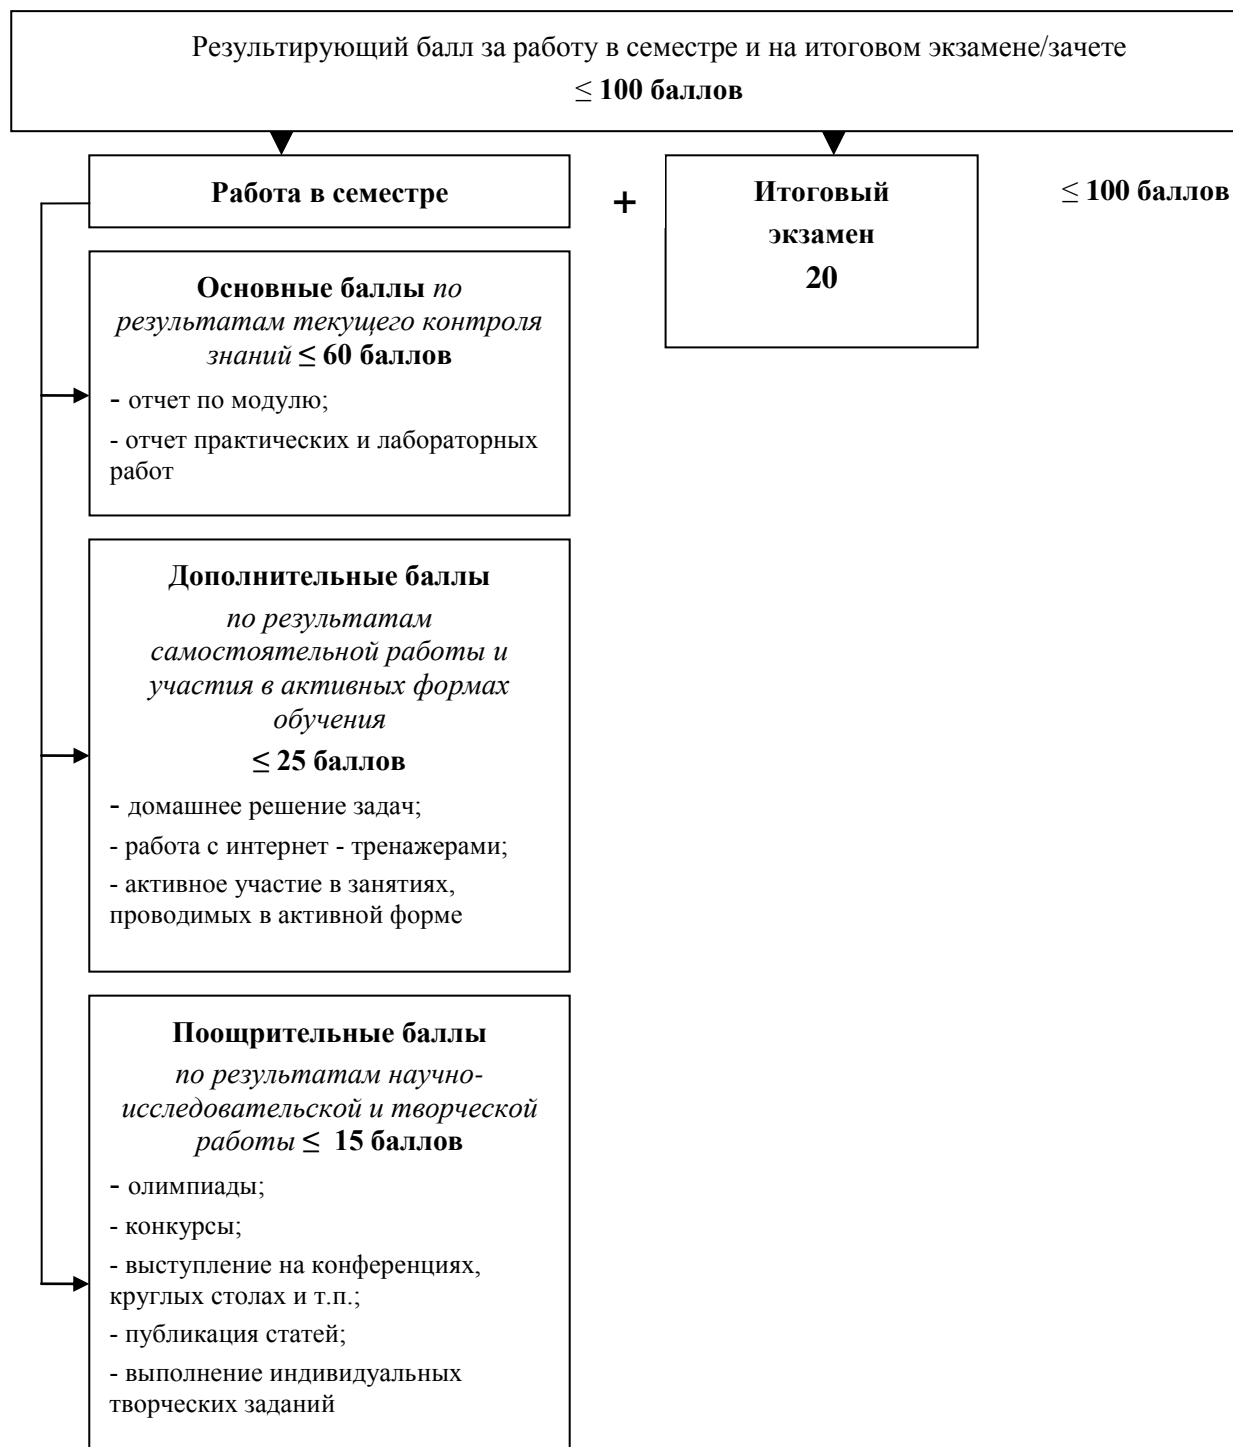 Результирующий балл за работу в семестре и на итоговом экзамене/зачете
≤ 100 баллов
Работа в семестре
+
Итоговый
экзамен
20
≤ 100 баллов
Основные баллы по
результатам текущего контроля
знаний ≤ 60 баллов
- отчет по модулю;
- отчет практических и лабораторных
работ
Дополнительные баллы
по результатам
самостоятельной работы и
участия в активных формах
обучения
≤ 25 баллов
- домашнее решение задач;
- работа с интернет - тренажерами;
- активное участие в занятиях,
проводимых в активной форме
Поощрительные баллы
по результатам научно-
исследовательской и творческой
работы ≤ 15 баллов
- олимпиады;
- конкурсы;
- выступление на конференциях,
круглых столах и т.п.;
- публикация статей;
- выполнение индивидуальных
творческих заданий